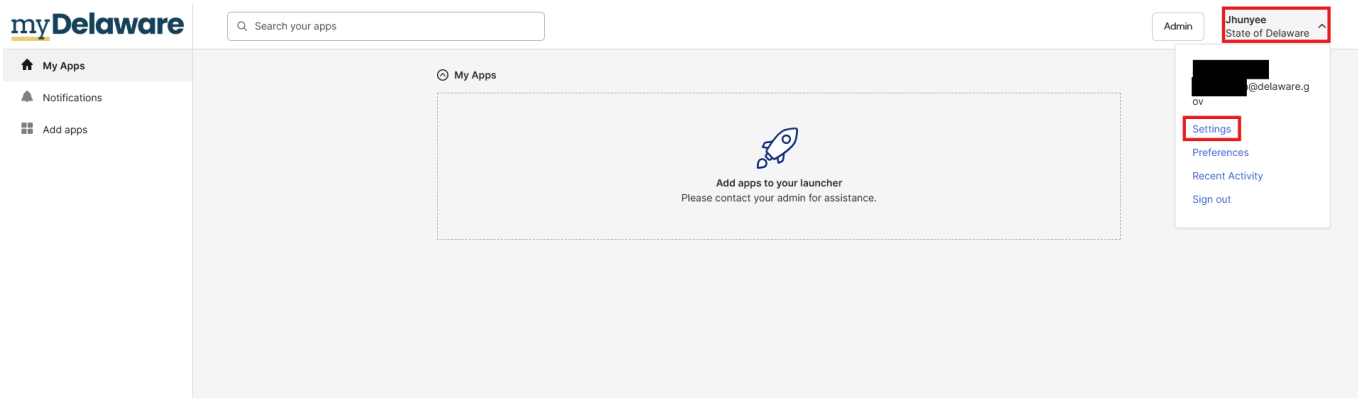 myDelaware
Search your apps
Admin
Jhunyee
State of Delaware
My Apps
Notifications
Add apps
My Apps
Add apps to your launcher
Please contact your admin for assistance.
@delaware.g
ov
Settings
Preferences
Recent Activity
Sign out